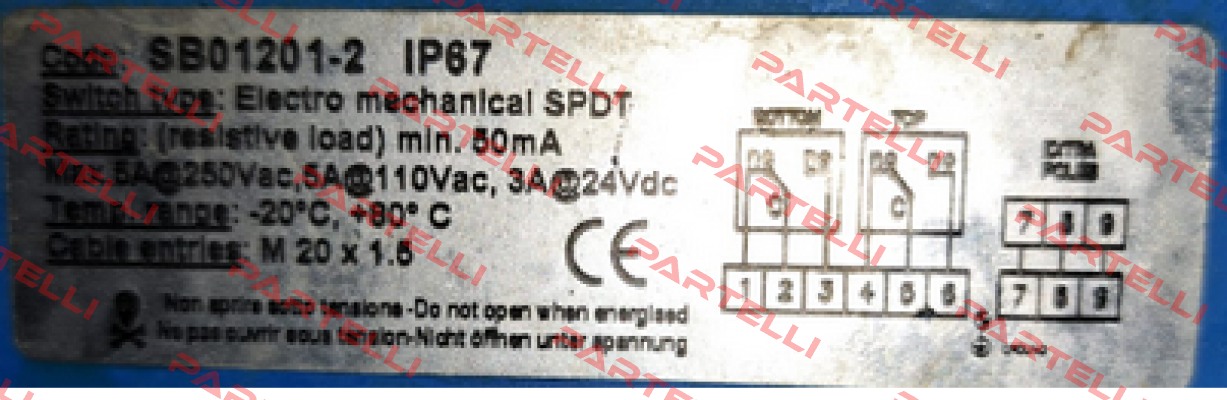 Code: SB01201-2 IP67
Switch type: Electro mechanical SPDT
Rating: (resistive load) min. 50mA
Max. 5A@250Vac, 5A@110Vac, 3A@24Vdc
Temp. range: -20°C, +80° C
Cable entries: M 20 x 1.5
CE
Non aprire sotto tensione -Do not open when energised
Ne pas ouvrir sous tension-Nicht öffnen unter spannung
BOTTOM TOP
C C
1 2 3 4 5 6
EXTRA
POLES
7 8 9
7 8 9
GROUND
PARTELLI